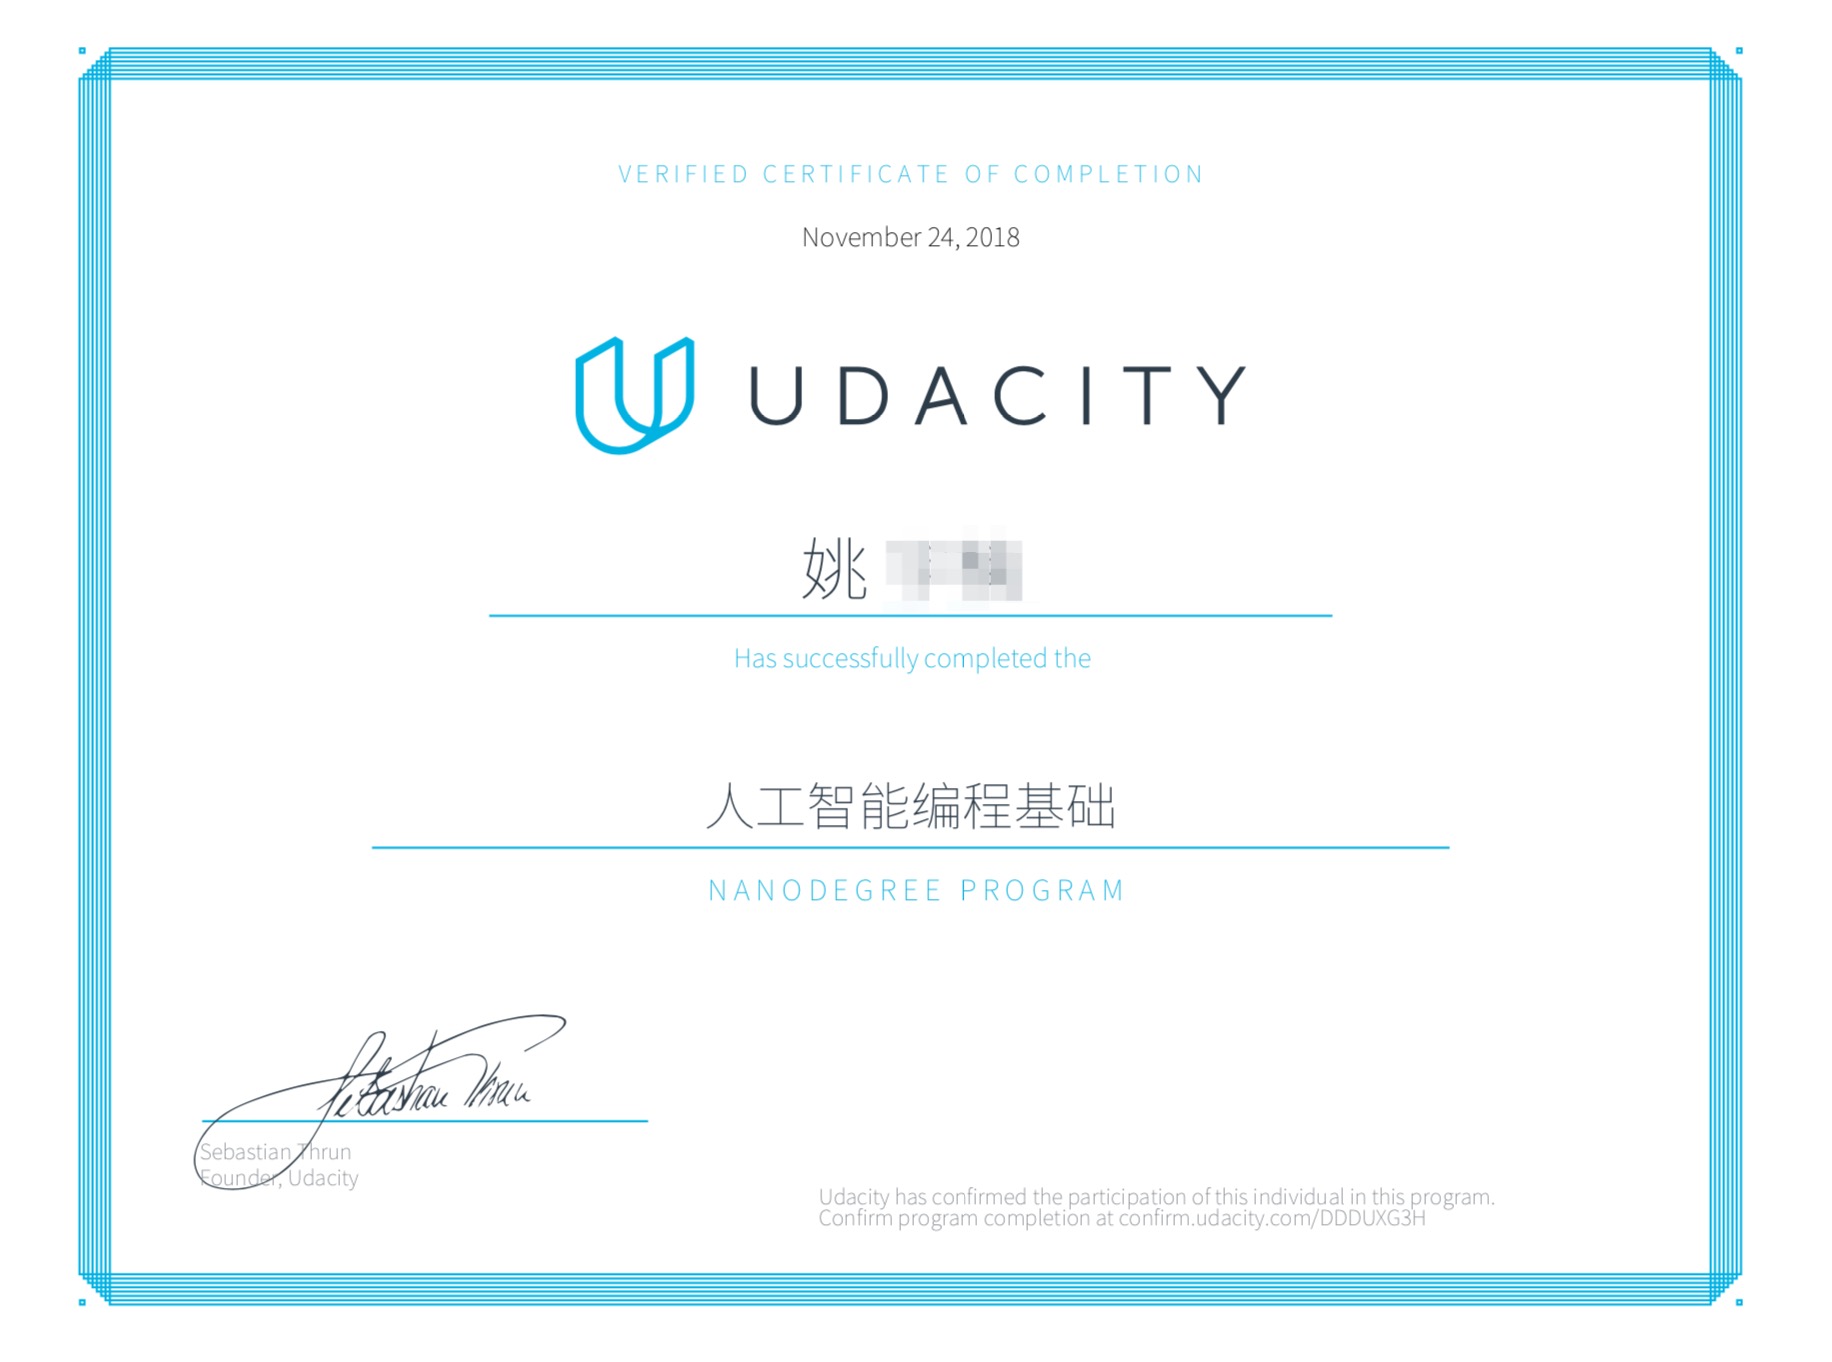 VERIFIED CERTIFICATE OF COMPLETION
November 24, 2018
UDACITY
姚
Has successfully completed the
人工智能编程基础
NANODEGREE PROGRAM
Sebastian Thrun
Sebastian Thrun
Founder, Udacity
Udacity has confirmed the participation of this individual in this program.
Confirm program completion at confirm.udacity.com/DDDUXG3H